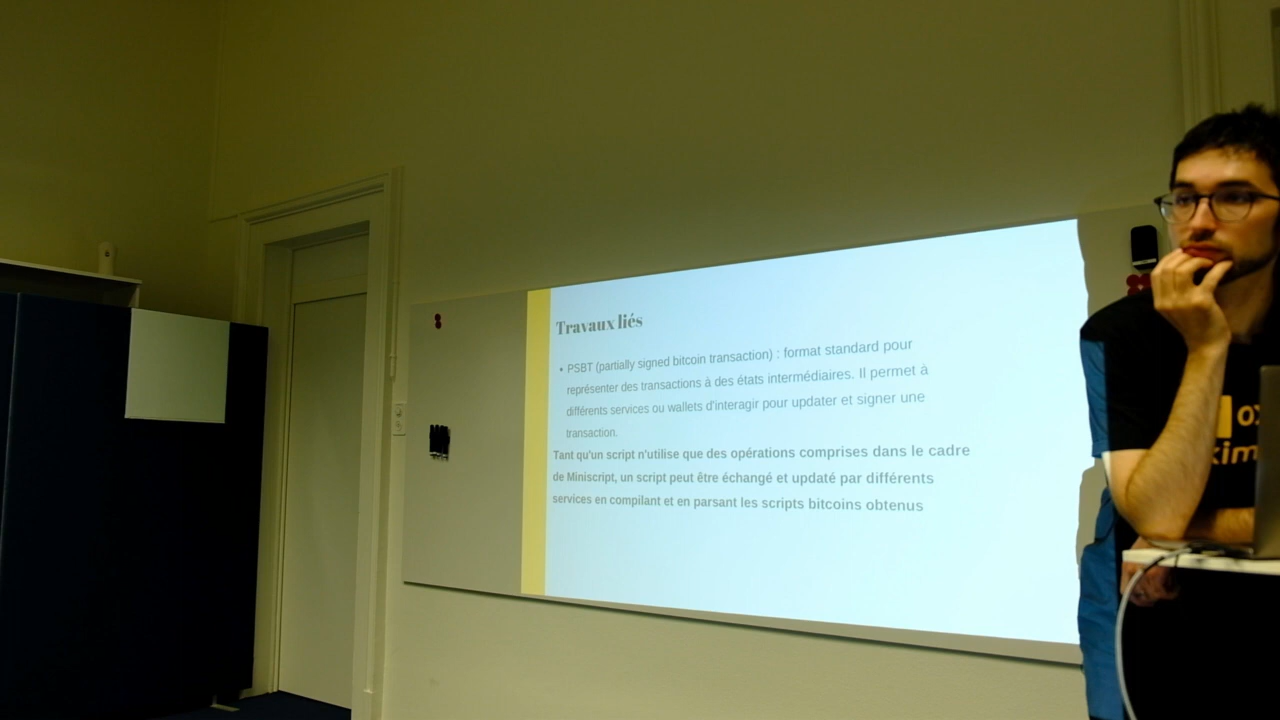 Travaux liés
• PSBT (partially signed bitcoin transaction) : format standard pour
représenter des transactions à des états intermédiaires. Il permet à
différents services ou wallets d'interagir pour updater et signer une
transaction.
Tant qu'un script n'utilise que des opérations comprises dans le cadre
de Miniscript, un script peut être échangé et updaté par différents
services en compilant et en parsant les scripts bitcoins obtenus